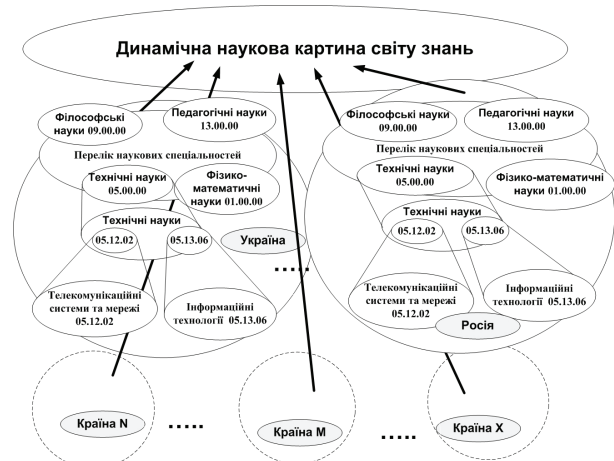 Динамічна наукова картина світу знань
Філософські
науки 09.00.00
Педагогічні науки
13.00.00
Перелік наукових спеціальностей
Технічні науки
05.00.00
Фізико-
математичні
науки 01.00.00
Технічні науки
05.12.02
05.13.06
Україна
.....
Телекомунікаційні
системи та мережі
05.12.02
Інформаційні
технології 05.13.06
Філософські науки
09.00.00
Педагогічні науки
13.00.00
Перелік наукових спеціальностей
Технічні науки
05.00.00
Фізико-математичні
науки 01.00.00
Технічні науки
05.12.02
05.13.06
Телекомунікаційні
системи та мережі
05.12.02
Інформаційні
технології 05.13.06
Росія
Країна N
.....
Країна M
.....
Країна X